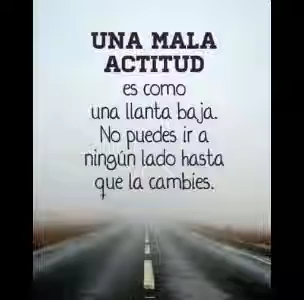 UNA MALA
ACTITUD
es como
una llanta baja.
No puedes ir a
ningún lado hasta
que la cambies.